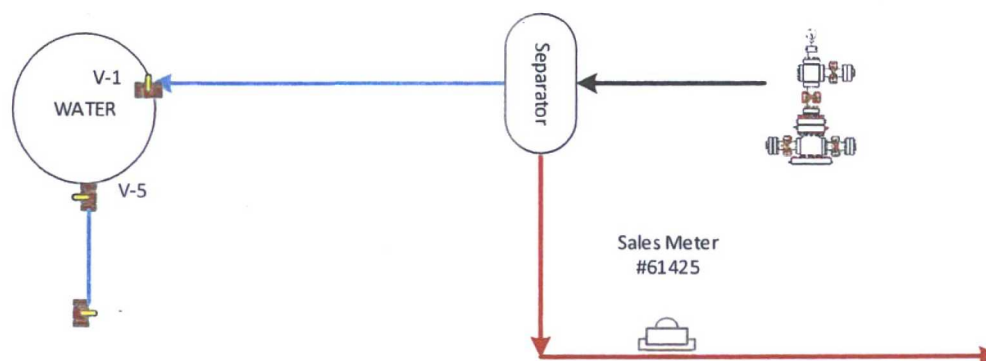 V-1
WATER
V-5
Separator
Sales Meter
#61425